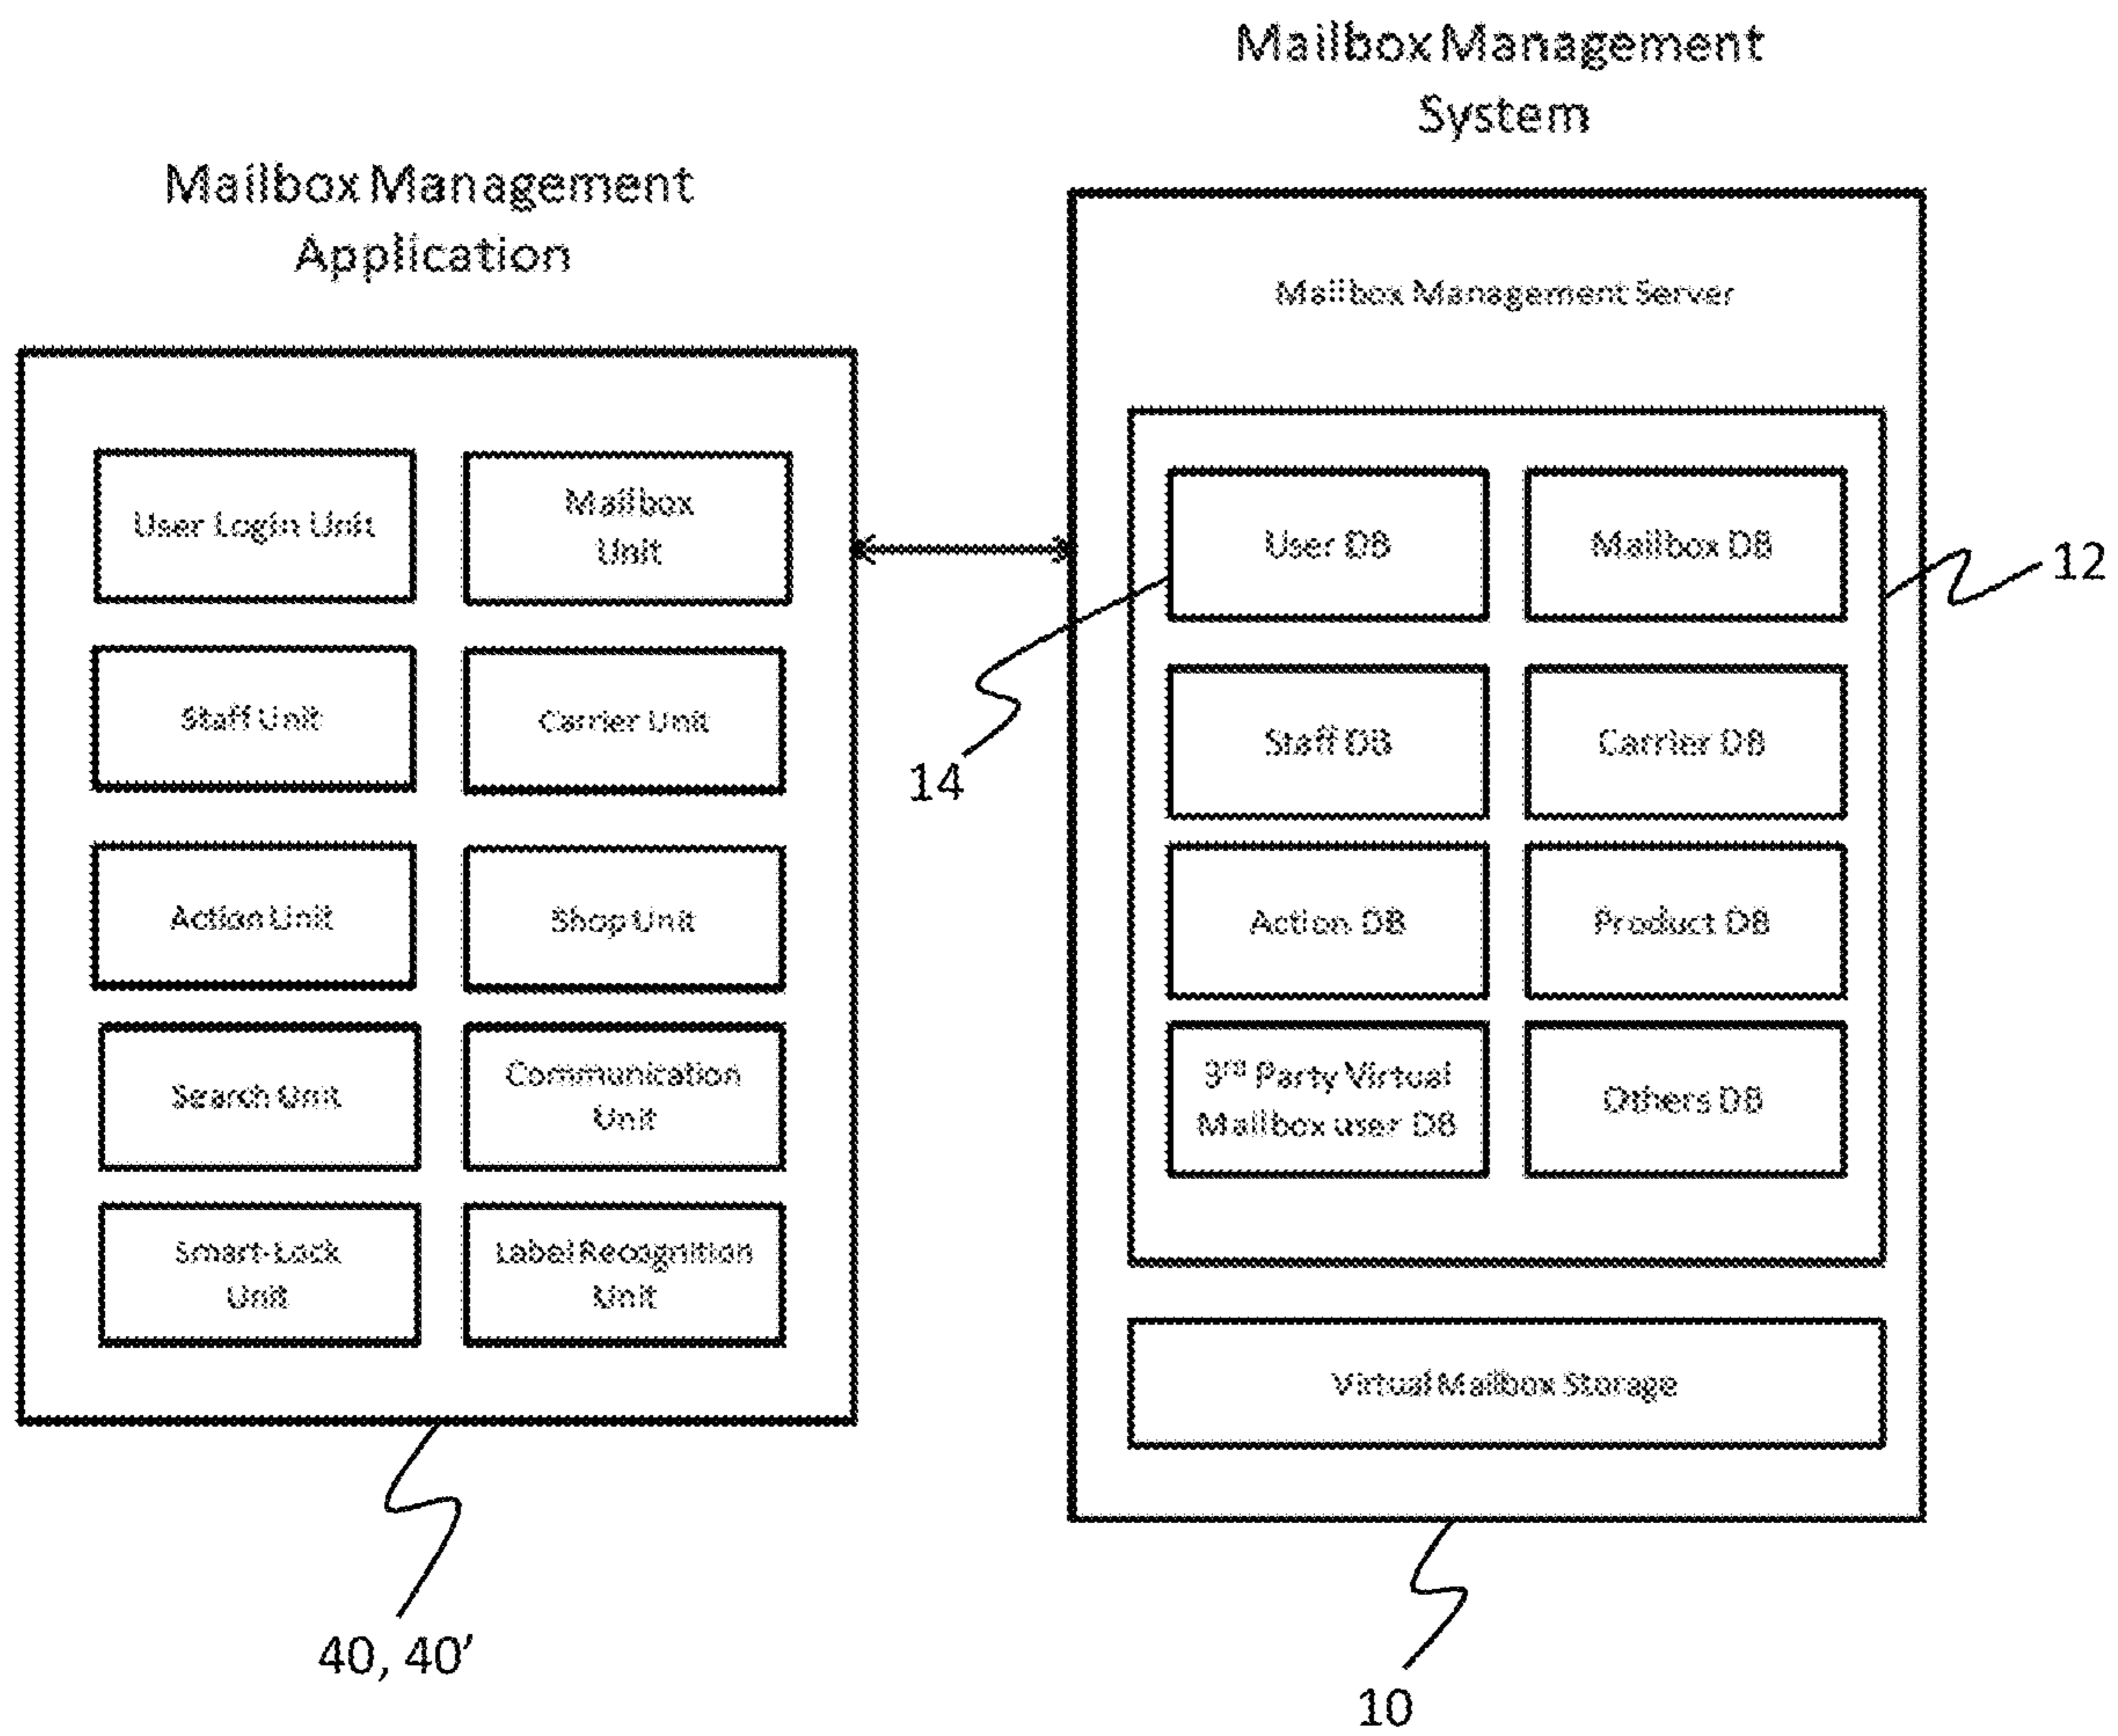 Mailbox Management
System
Mailbox Management
Application
Mailbox Management Server
User Login Unit
Mailbox
Unit
Staff Unit
Carrier Unit
Action Unit
Shop Unit
Search Unit
Communication
Unit
Smart-Lock
Unit
Label Recognition
Unit
40, 40’
User DB
Mailbox DB
12
Staff DB
Carrier DB
14
Action DB
Product DB
3rd Party Virtual
Mailbox user DB
Others DB
Virtual Mailbox Storage
10